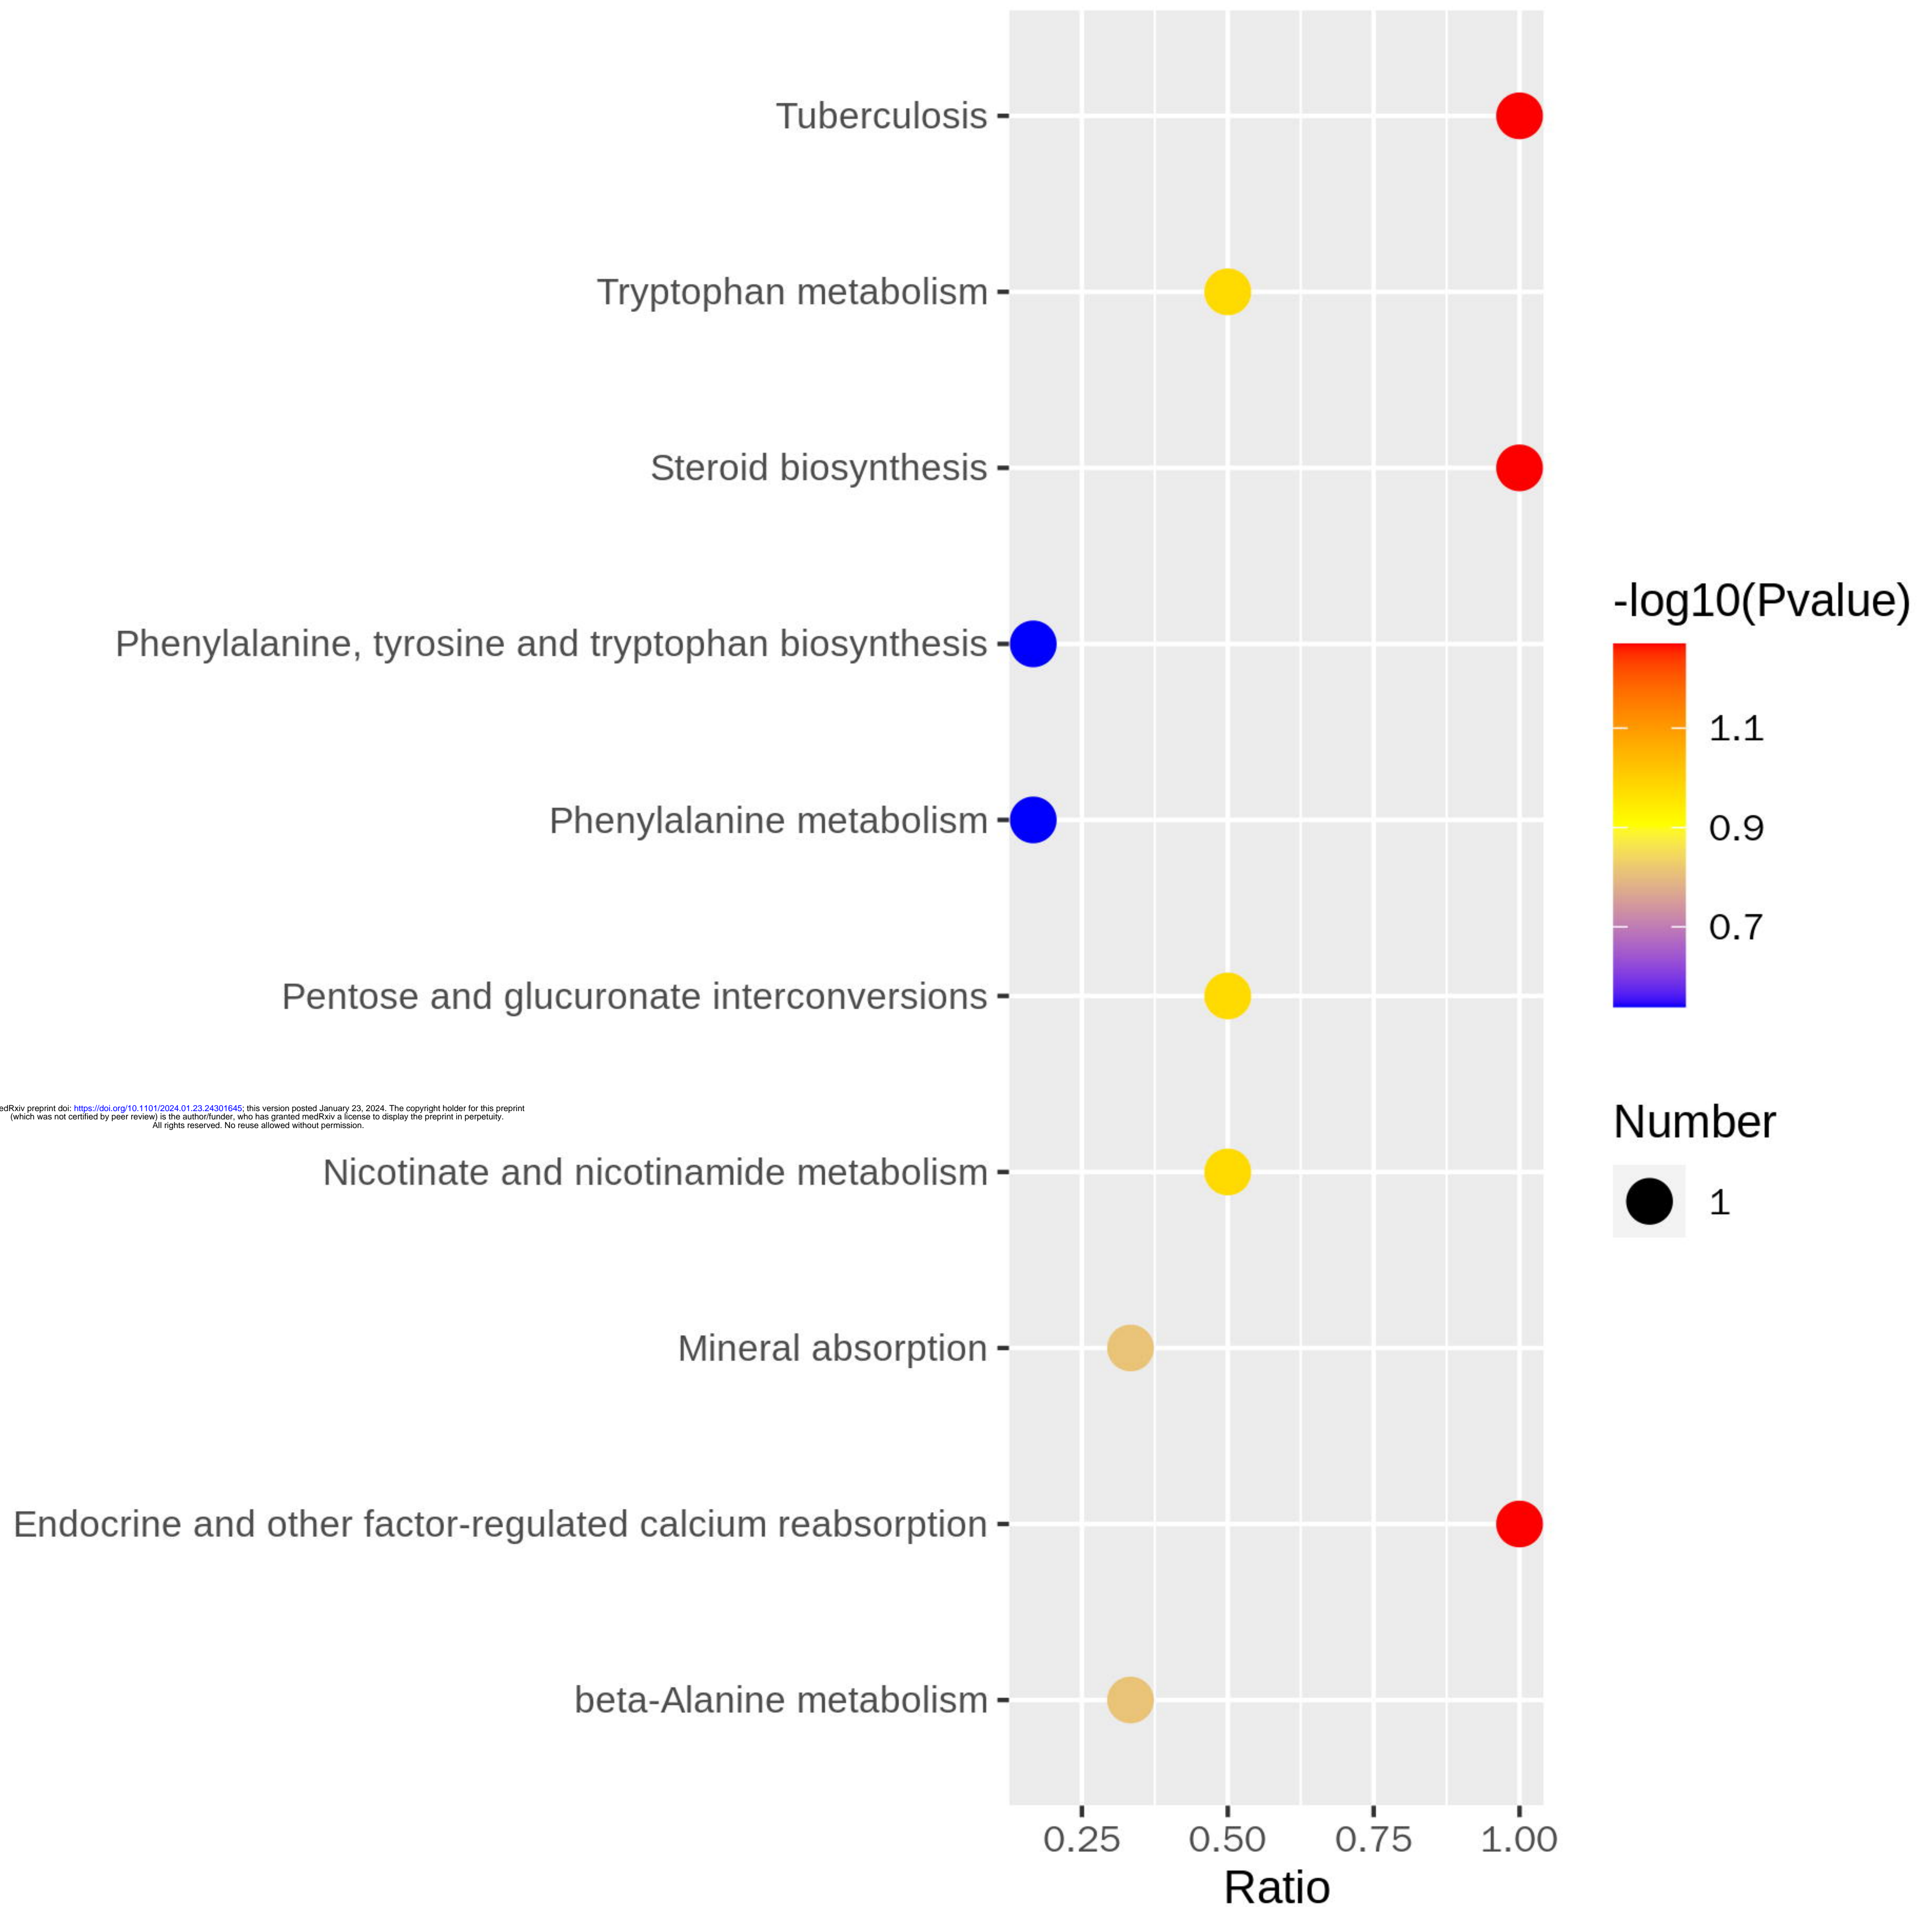 Tuberculosis
Tryptophan metabolism
Steroid biosynthesis
Phenylalanine, tyrosine and tryptophan biosynthesis
Phenylalanine metabolism
Pentose and glucuronate interconversions
edRxiv preprint doi: https://doi.org/10.1101/2024.01.23.24301645; this version posted January 23, 2024. The copyright holder for this preprint
(which was not certified by peer review) is the author/funder, who has granted medRxiv a license to display the preprint in perpetuity.
All rights reserved. No reuse allowed without permission.
Nicotinate and nicotinamide metabolism
Mineral absorption
Endocrine and other factor-regulated calcium reabsorption
beta-Alanine metabolism
0.25 0.50 0.75 1.00
Ratio
-log10(Pvalue)
1.1
0.9
0.7
Number
1